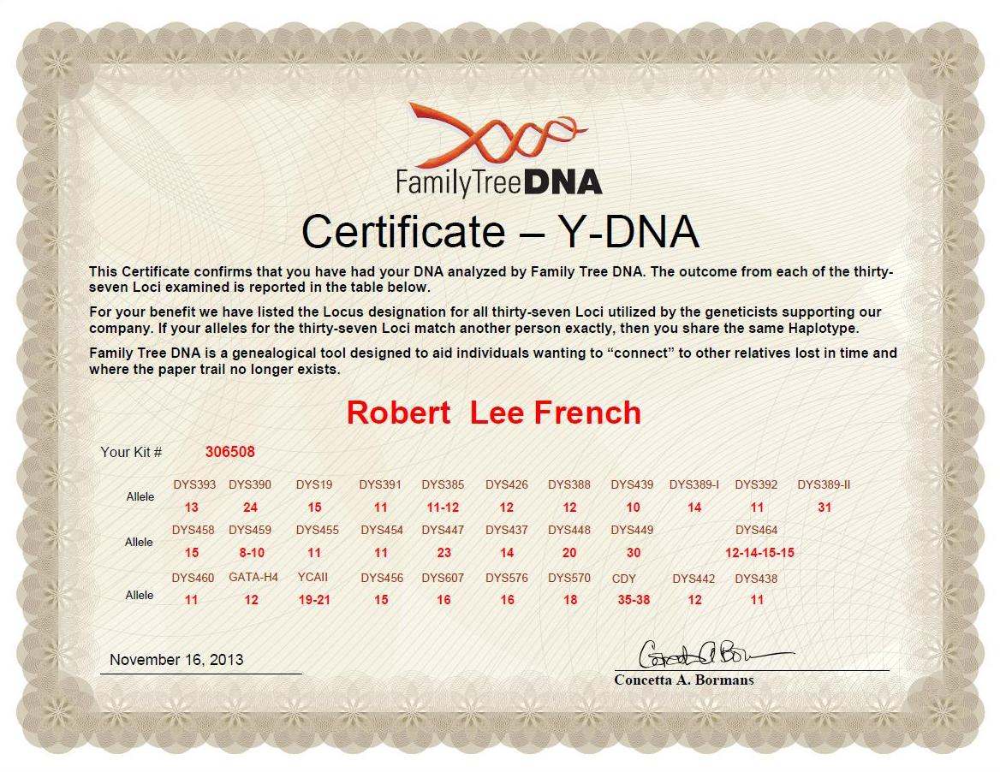 FamilyTreeDNA
Certificate – Y-DNA
This Certificate confirms that you have had your DNA analyzed by Family Tree DNA. The outcome from each of the thirty-
seven Loci examined is reported in the table below.
For your benefit we have listed the Locus designation for all thirty-seven Loci utilized by the geneticists supporting our
company. If your alleles for the thirty-seven Loci match another person exactly, then you share the same Haplotype.
Family Tree DNA is a genealogical tool designed to aid individuals wanting to “connect” to other relatives lost in time and
where the paper trail no longer exists.
Robert Lee French
Your Kit # 306508
DYS393 DYS390 DYS19 DYS391 DYS385 DYS426 DYS388 DYS439 DYS389-I DYS392 DYS389-II
Allele
13 24 15 11 11-12 12 12 10 14 11 31
DYS458 DYS459 DYS455 DYS454 DYS447 DYS437 DYS448 DYS449 DYS464
Allele
15 8-10 11 11 23 14 20 30 12-14-15-15
DYS460 GATA-H4 YCAII DYS456 DYS607 DYS576 DYS570 CDY DYS442 DYS438
Allele
11 12 19-21 15 16 16 18 35-38 12 11
November 16, 2013
Concetta A. Bormans